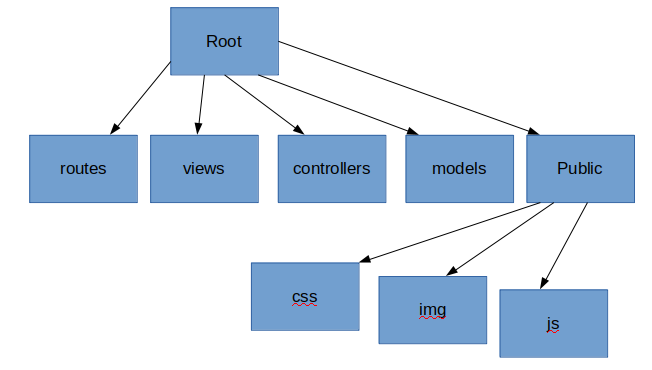 Root
routes
views
controllers
models
Public
css
img
js